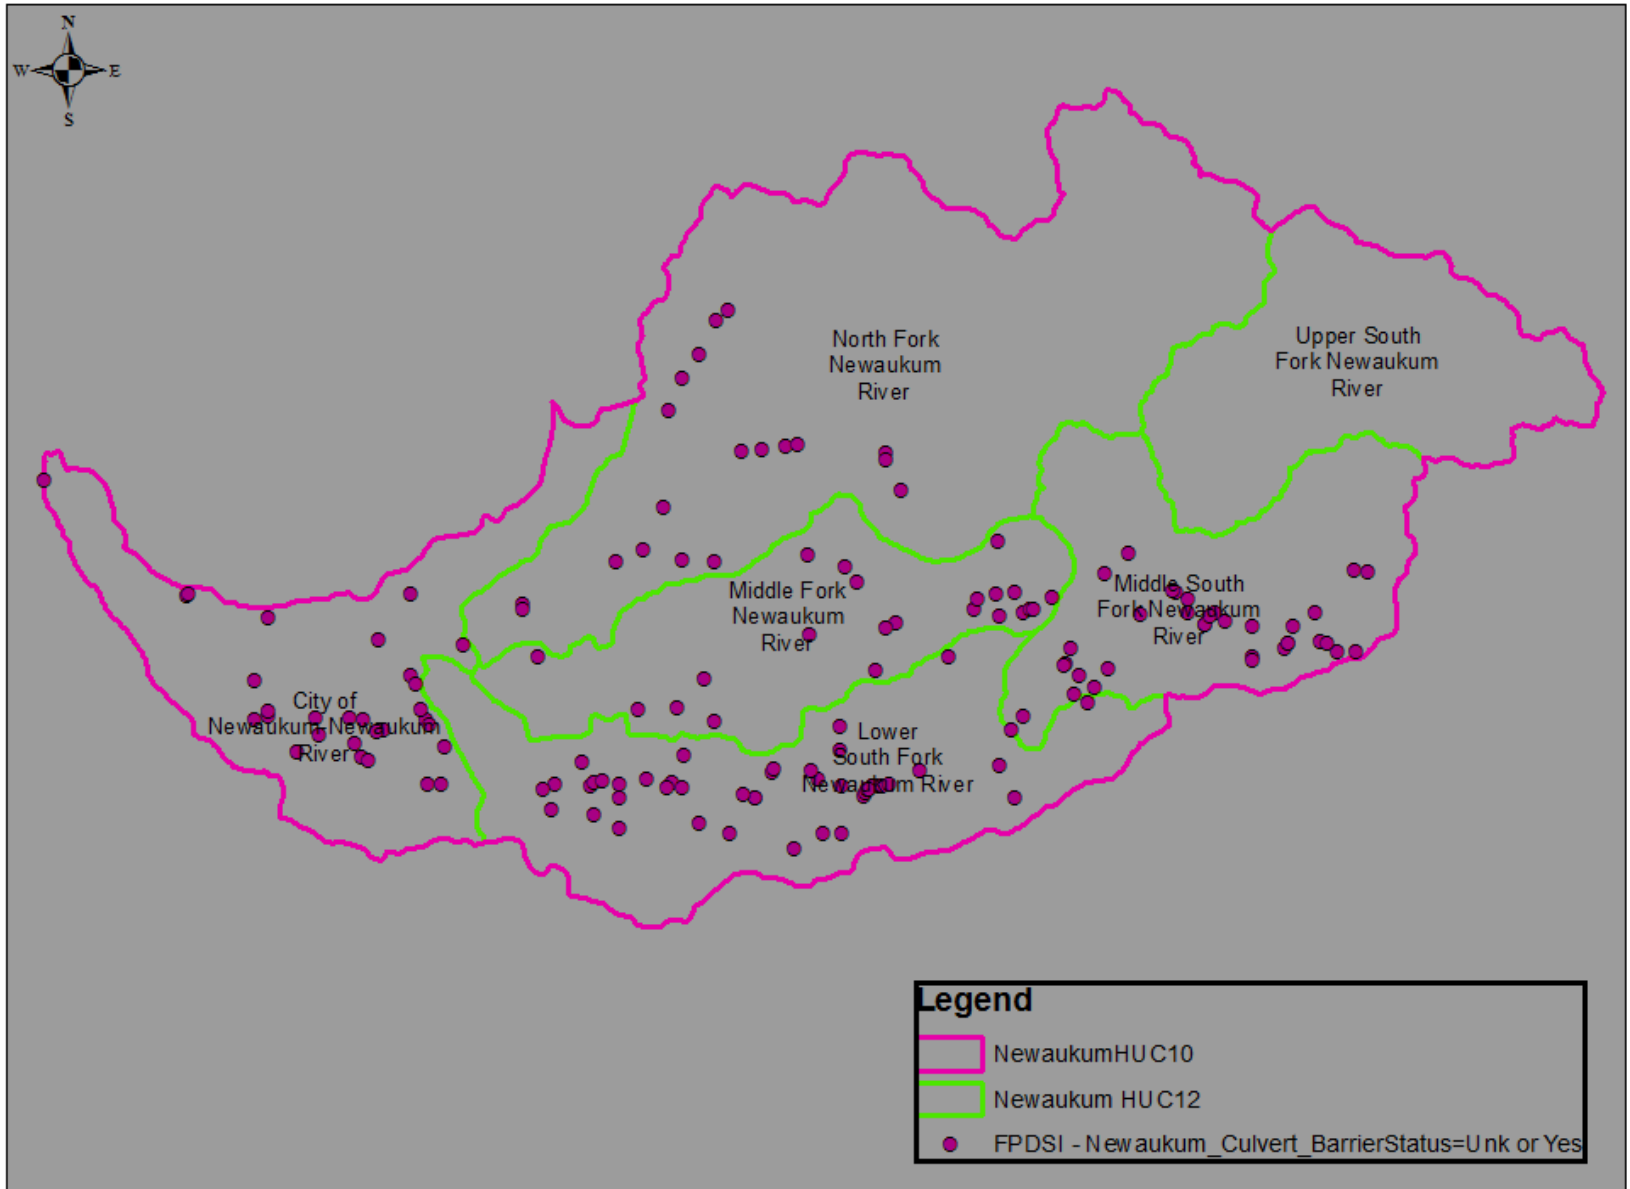 N
W E
S
North Fork
Newaukum
River
Upper South
Fork Newaukum
River
Middle Fork
Newaukum
River
Middle South
Fork Newaukum
River
City of
Newaukum-Newaukum
River
Lower
South Fork
Newaukum River
Legend
NewaukumHUC10
Newaukum HUC12
FPDSI - Newaukum_Culvert_BarrierStatus=Unk or Yes